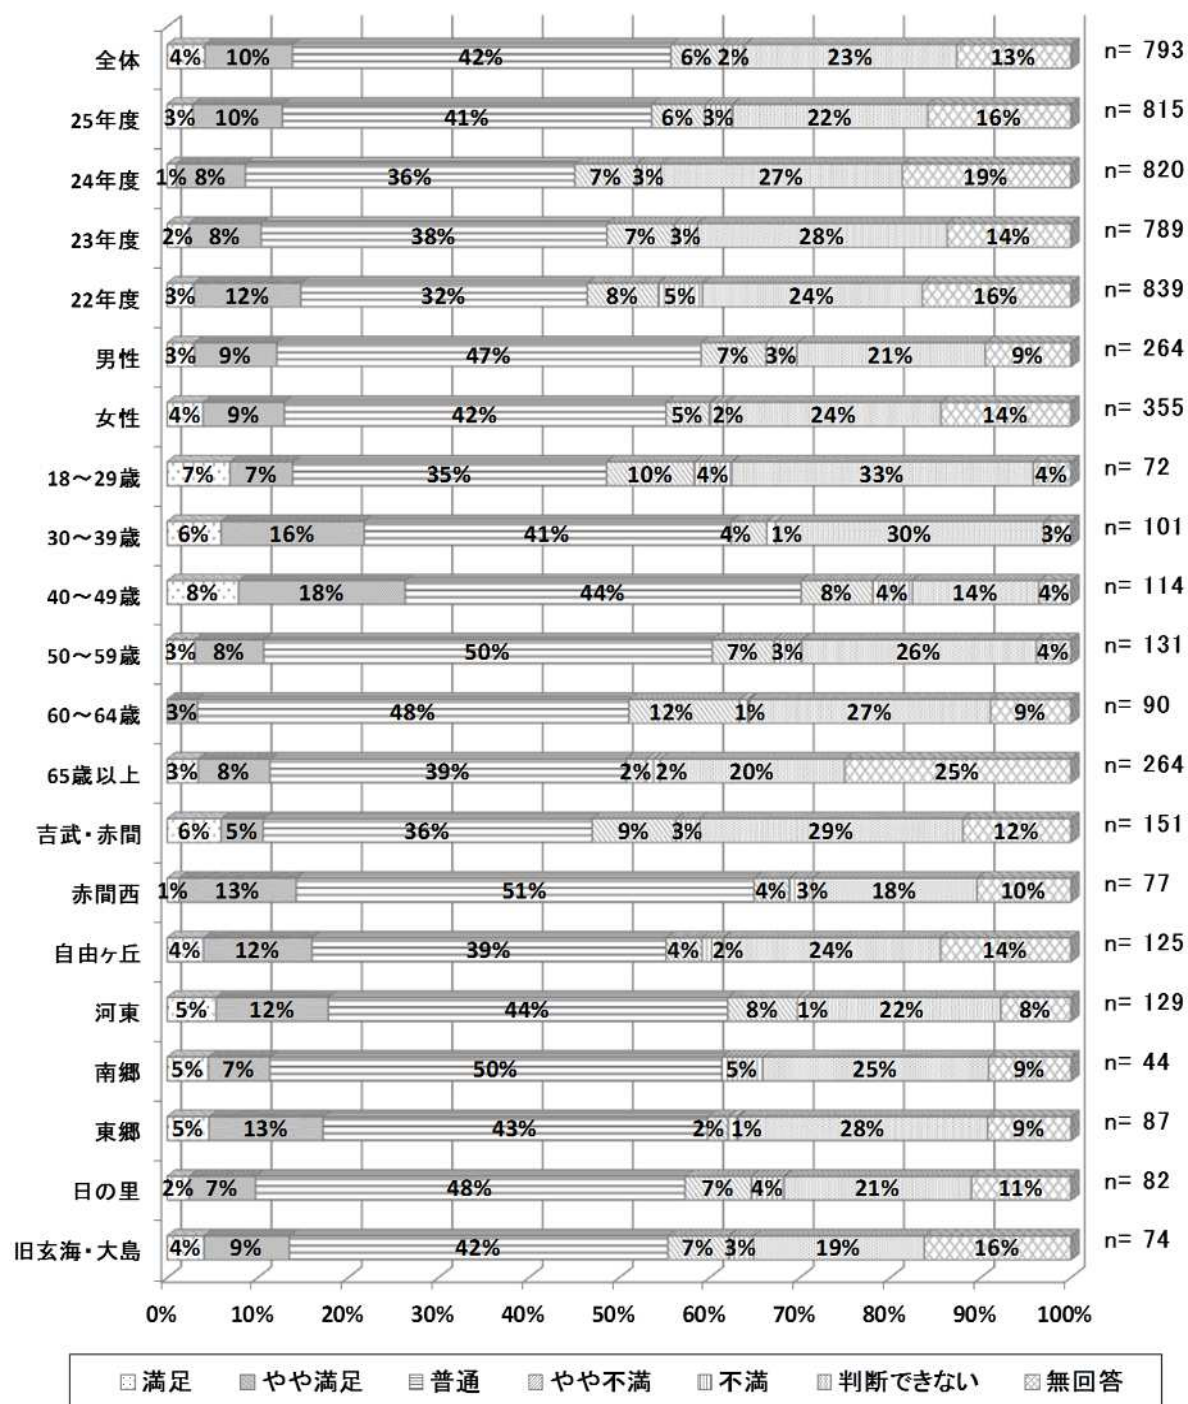 全体 4% 10% 42% 6% 2% 23% 13% n= 793
25年度 3% 10% 41% 6% 3% 22% 16% n= 815
24年度 1% 8% 36% 7% 3% 27% 19% n= 820
23年度 2% 8% 38% 7% 3% 28% 14% n= 789
22年度 3% 12% 32% 8% 5% 24% 16% n= 839
男性 3% 9% 47% 7% 3% 21% 9% n= 264
女性 4% 9% 42% 5% 2% 24% 14% n= 355
18～29歳 7% 7% 35% 10% 4% 33% 4% n= 72
30～39歳 6% 16% 41% 4% 1% 30% 3% n= 101
40～49歳 8% 18% 44% 8% 4% 14% 4% n= 114
50～59歳 3% 8% 50% 7% 3% 26% 4% n= 131
60～64歳 3% 48% 12% 1% 27% 9% n= 90
65歳以上 3% 8% 39% 2% 2% 20% 25% n= 264
吉武・赤間 6% 5% 36% 9% 3% 29% 12% n= 151
赤間西 1% 13% 51% 4% 3% 18% 10% n= 77
自由ヶ丘 4% 12% 39% 4% 2% 24% 14% n= 125
河東 5% 12% 44% 8% 1% 22% 8% n= 129
南郷 5% 7% 50% 5% 25% 9% n= 44
東郷 5% 13% 43% 2% 1% 28% 9% n= 87
日の里 2% 7% 48% 7% 4% 21% 11% n= 82
旧玄海・大島 4% 9% 42% 7% 3% 19% 16% n= 74
0% 10% 20% 30% 40% 50% 60% 70% 80% 90% 100%
満足 やや満足 普通 やや不満 不満 判断できない 無回答